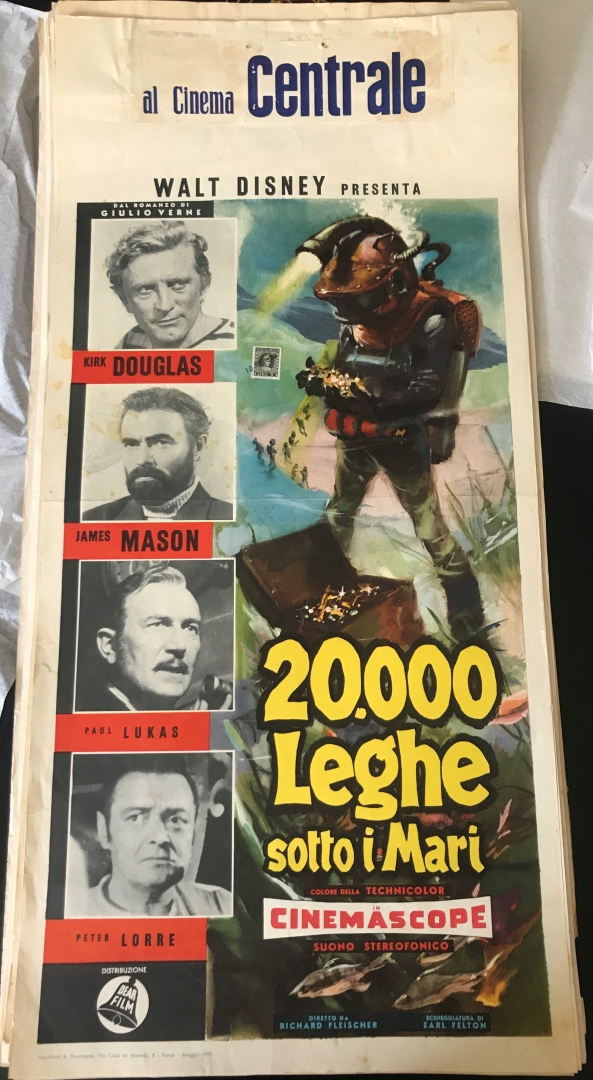 al Cinema Centrale
WALT DISNEY PRESENTA
DAL ROMANZO DI
GIULIO VERNE
KIRK DOUGLAS
JAMES MASON
PAUL LUKAS
PETER LORRE
20.000
Leghe
sotto i Mari
COLORE DELLA TECHNICOLOR
IN
CINEMASCOPE
SUONO STEREOFONICO
DISTRIBUZIONE
DEAR
FILM
DIRETTO DA
RICHARD FLEISCHER
SCENEGGIATURA DI
EARL FELTON
Roma - Maggio